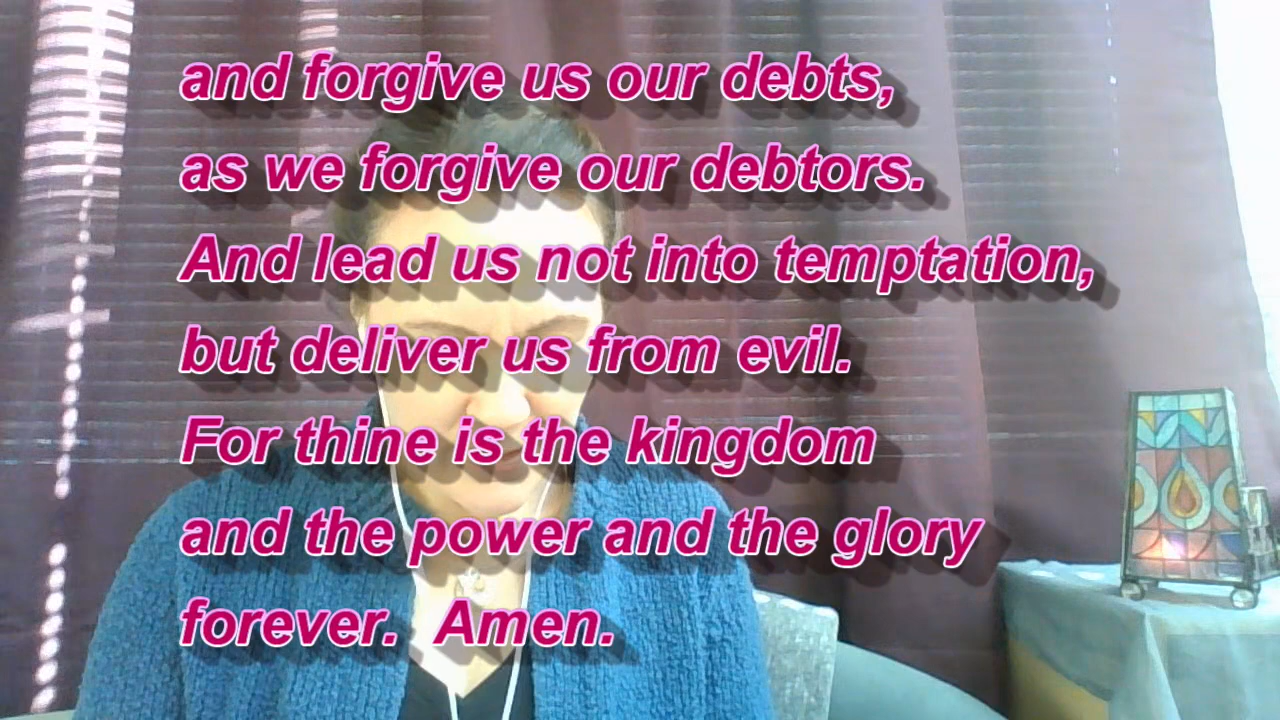 and forgive us our debts,
as we forgive our debtors.
And lead us not into temptation,
but deliver us from evil.
For thine is the kingdom
and the power and the glory
forever.  Amen.